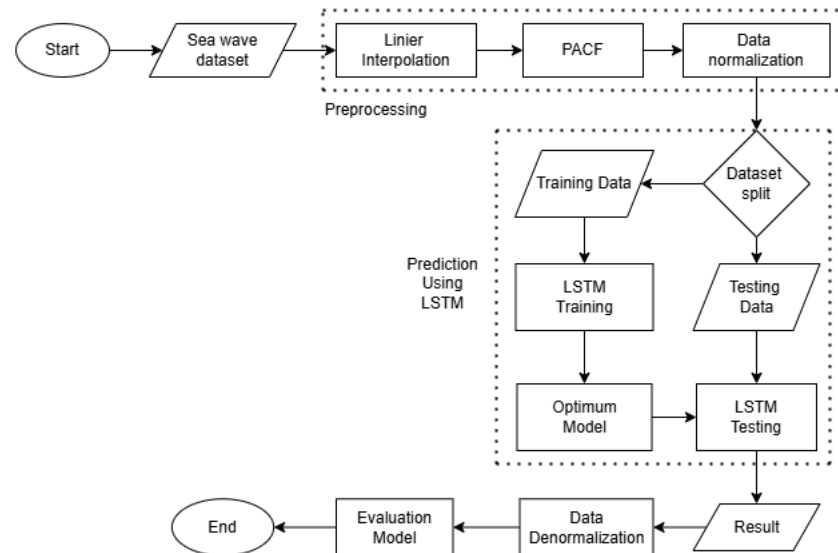 Start
Sea wave
dataset
Linier
Interpolation
PACF
Data
normalization
Preprocessing
Dataset
split
Training Data
Prediction
Using
LSTM
LSTM
Training
Testing
Data
Optimum
Model
LSTM
Testing
End
Evaluation
Model
Data
Denormalization
Result